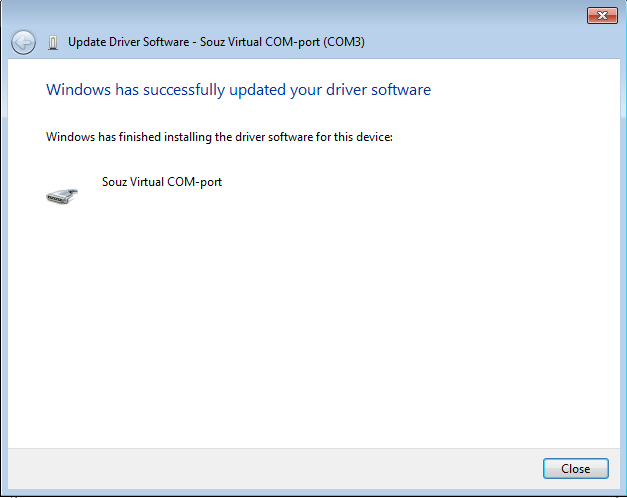 Update Driver Software - Souz Virtual COM-port (COM3)
Windows has successfully updated your driver software
Windows has finished installing the driver software for this device:
Souz Virtual COM-port
Close